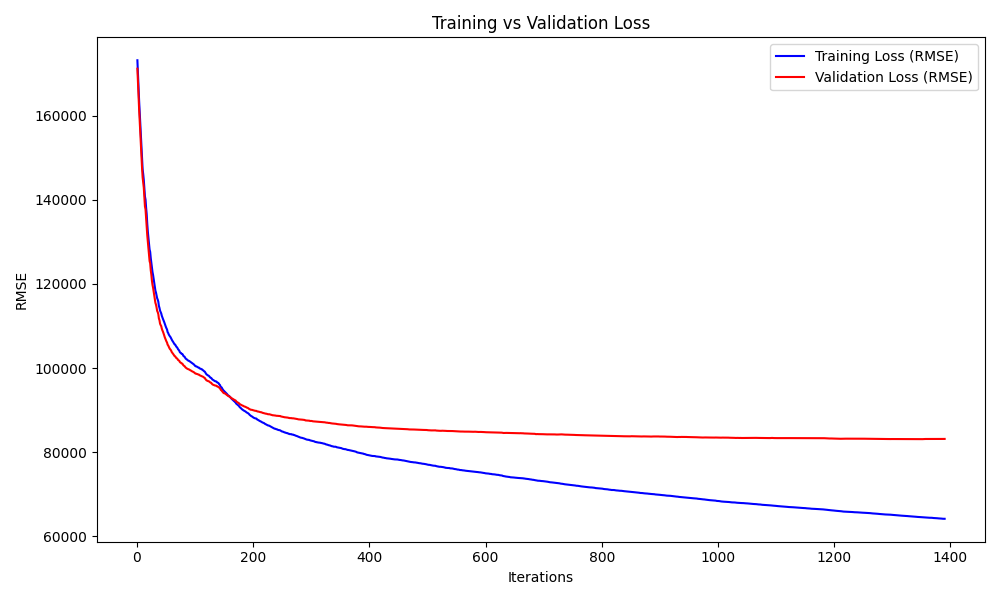 Training vs Validation Loss
Training Loss (RMSE)
Validation Loss (RMSE)
RMSE
160000
140000
120000
100000
80000
60000
0 200 400 600 800 1000 1200 1400
Iterations